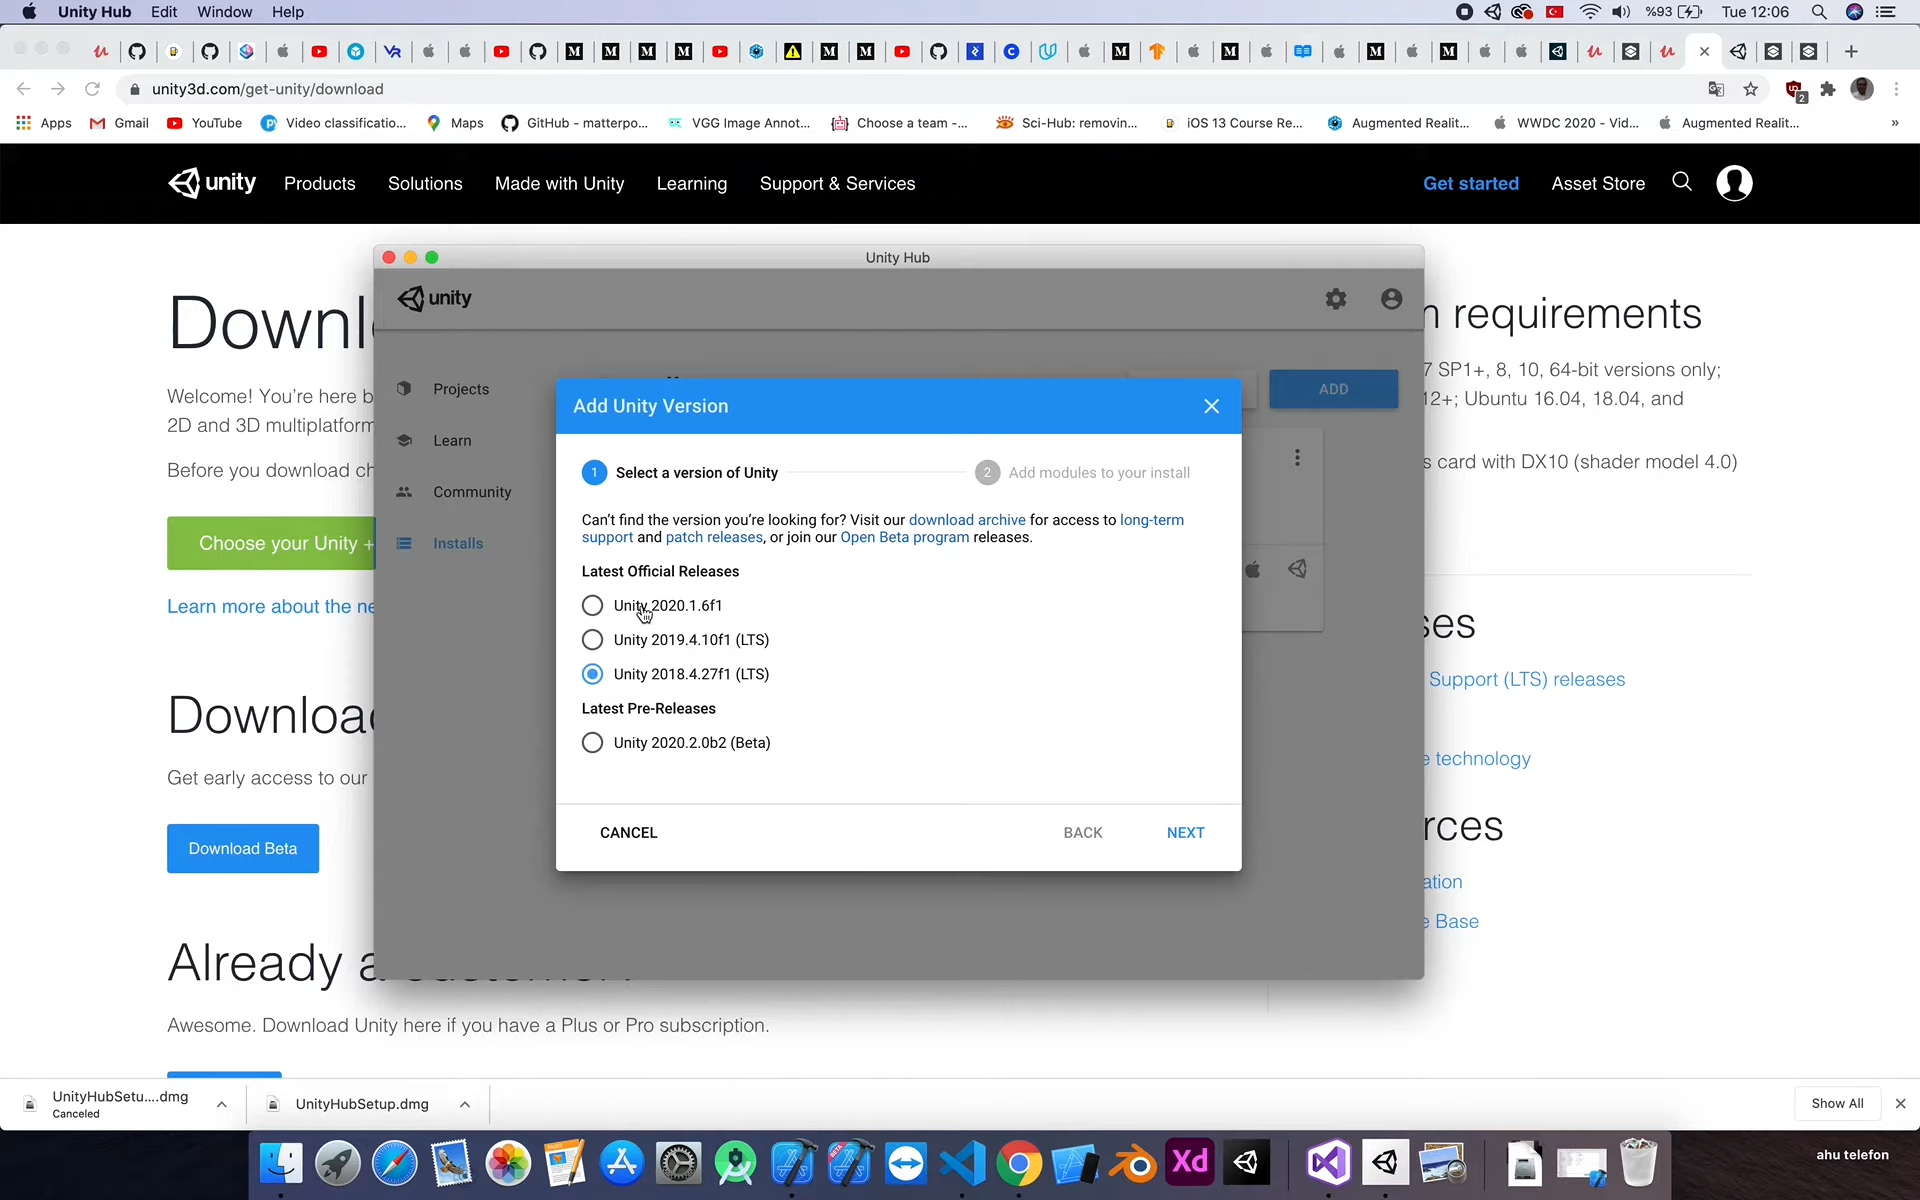 Unity Hub Edit Window Help
%93 Tue 12:06
unity3d.com/get-unity/download
2
Apps Gmail YouTube Video classificatio... Maps GitHub - matterpo... VGG Image Annot... Choose a team -... Sci-Hub: removin... iOS 13 Course Re... Augmented Realit... WWDC 2020 - Vid... Augmented Realit... »
unity Products Solutions Made with Unity Learning Support & Services Get started Asset Store
Unity Hub
unity
Projects
Learn
Community
Installs
ADD
Add Unity Version
1 Select a version of Unity 2 Add modules to your install
Can't find the version you're looking for? Visit our download archive for access to long-term
support and patch releases, or join our Open Beta program releases.
Latest Official Releases
Unity 2020.1.6f1
Unity 2019.4.10f1 (LTS)
Unity 2018.4.27f1 (LTS)
Latest Pre-Releases
Unity 2020.2.0b2 (Beta)
CANCEL BACK NEXT
Downl
Welcome! You're here b
2D and 3D multiplatform
Before you download ch
Choose your Unity +
Learn more about the ne
Downloa
Get early access to our
Download Beta
Already a
Awesome. Download Unity here if you have a Plus or Pro subscription.
requirements
7 SP1+, 8, 10, 64-bit versions only;
12+; Ubuntu 16.04, 18.04, and
s card with DX10 (shader model 4.0)
ses
Support (LTS) releases
e technology
rces
ation
e Base
UnityHubSetu....dmg
Canceled
UnityHubSetup.dmg
Show All
Xd
ahu telefon